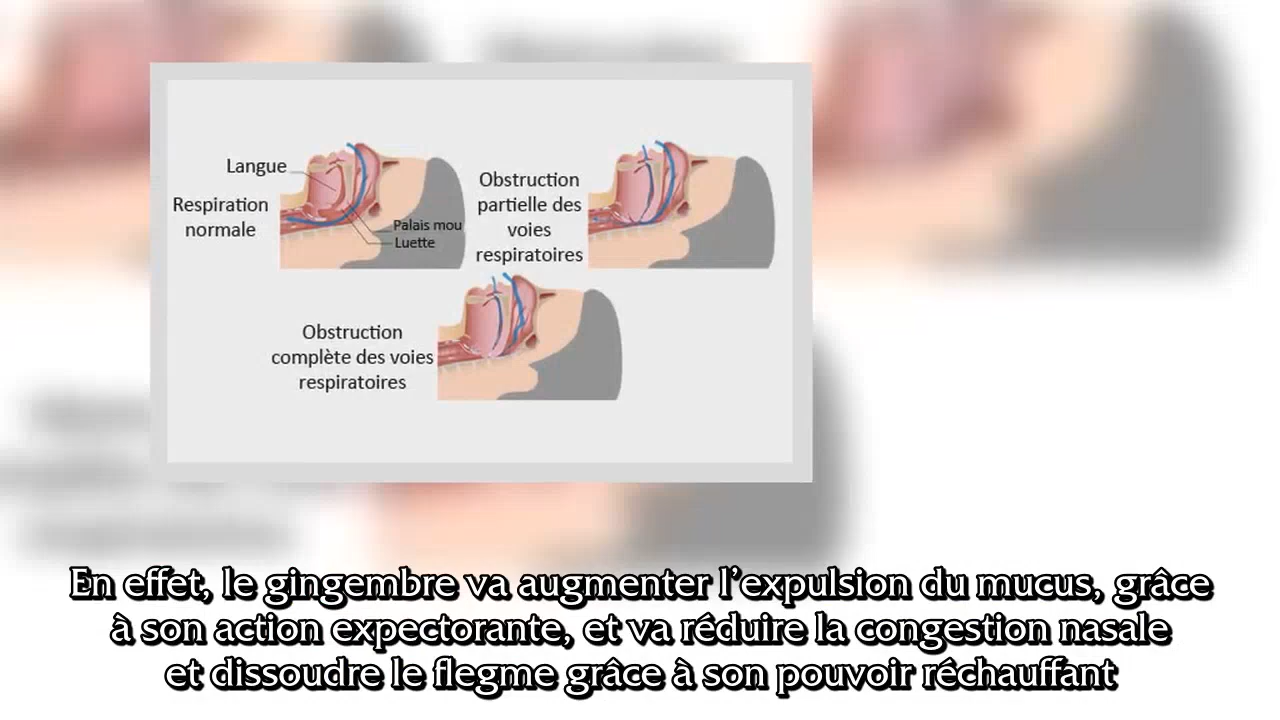 Langue
Respiration
normale
Palais mou
Luette
Obstruction
partielle des
voies
respiratoires
Obstruction
complète des voies
respiratoires
En effet, le gingembre va augmenter l'expulsion du mucus, grâce
à son action expectorante, et va réduire la congestion nasale
et dissoudre le flegme grâce à son pouvoir réchauffant